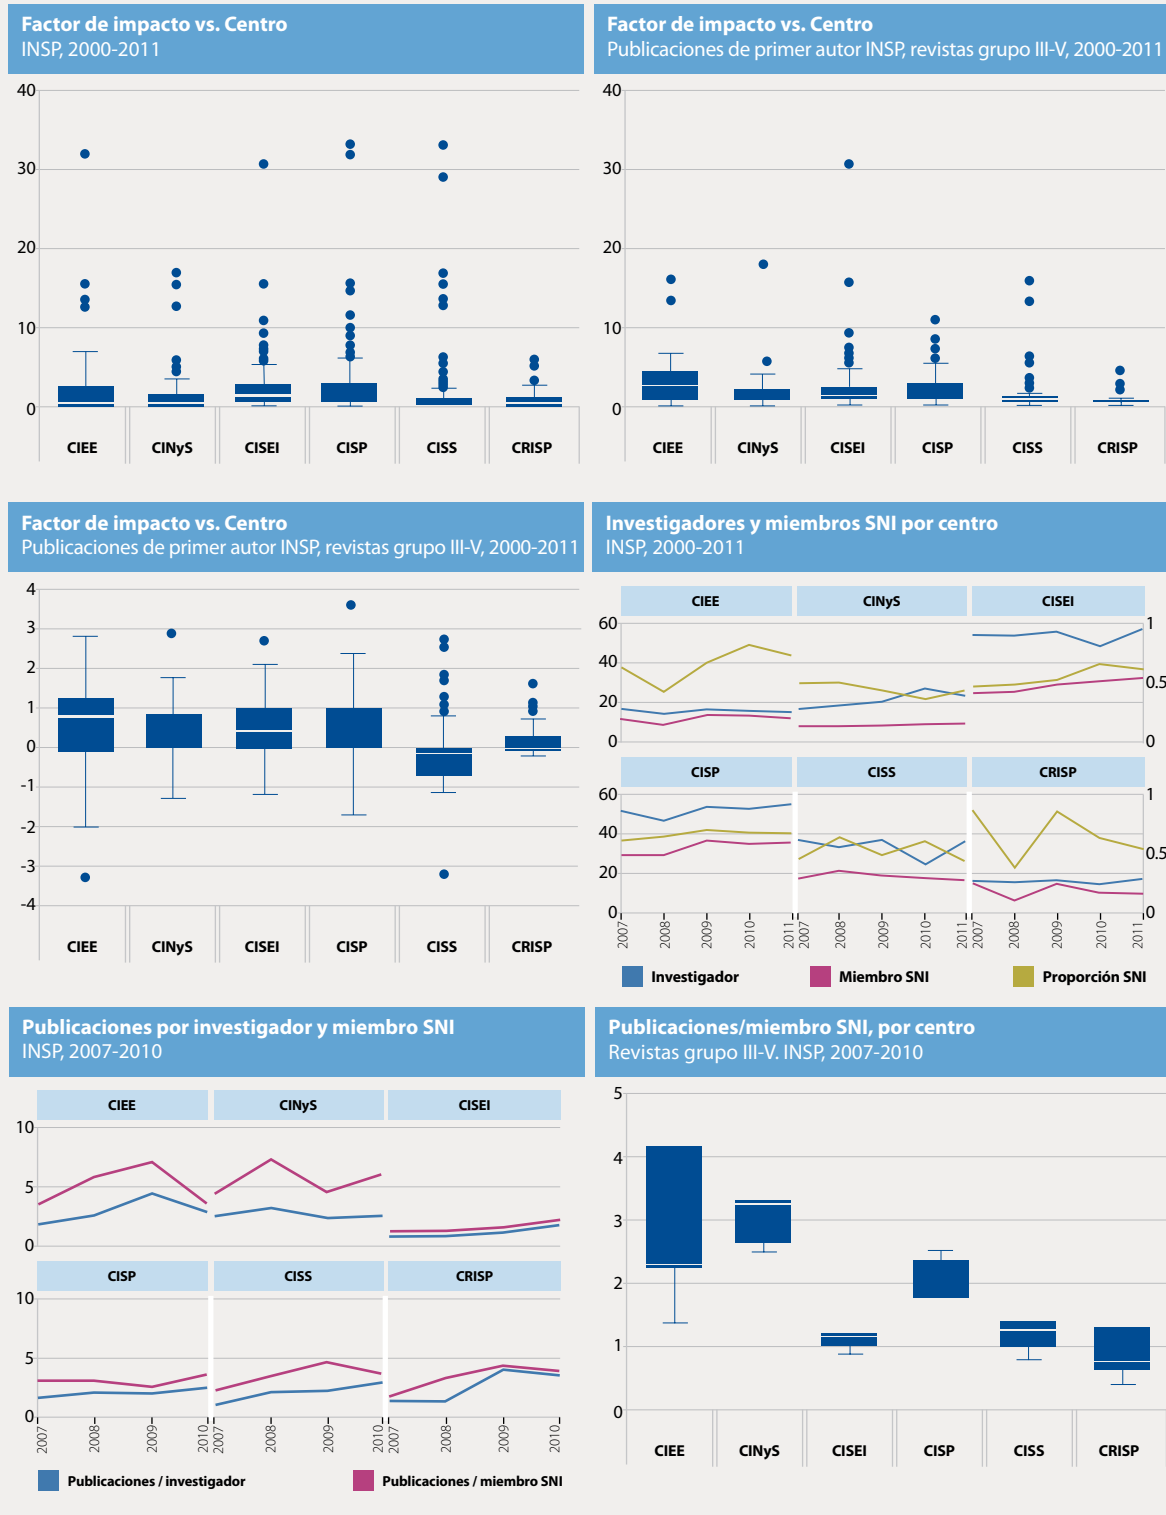 Factor de impacto vs. Centro
INSP, 2000-2011
40
30
20
10
0
CIEE CINyS CISEI CISP CISS CRISP
Factor de impacto vs. Centro
Publicaciones de primer autor INSP, revistas grupo III-V, 2000-2011
40
30
20
10
0
CIEE CINyS CISEI CISP CISS CRISP
Factor de impacto vs. Centro
Publicaciones de primer autor INSP, revistas grupo III-V, 2000-2011
4
3
2
1
0
-1
-2
-3
-4
CIEE CINyS CISEI CISP CISS CRISP
Investigadores y miembros SNI por centro
INSP, 2000-2011
CIEE CINyS CISEI
60 1
40
0.5
20
0 0
CISP CISS CRISP
60 1
40
0.5
20
0 0
2007 2008 2009 2010 2011 2007 2008 2009 2010 2011 2007 2008 2009 2010 2011
Investigador Miembro SNI Proporción SNI
Publicaciones por investigador y miembro SNI
INSP, 2007-2010
CIEE CINyS CISEI
10
5
0
CISP CISS CRISP
10
5
0
2007 2008 2009 2010 2007 2008 2009 2010 2007 2008 2009 2010
Publicaciones / investigador Publicaciones / miembro SNI
Publicaciones/miembro SNI, por centro
Revistas grupo III-V. INSP, 2007-2010
5
4
3
2
1
0
CIEE CINyS CISEI CISP CISS CRISP